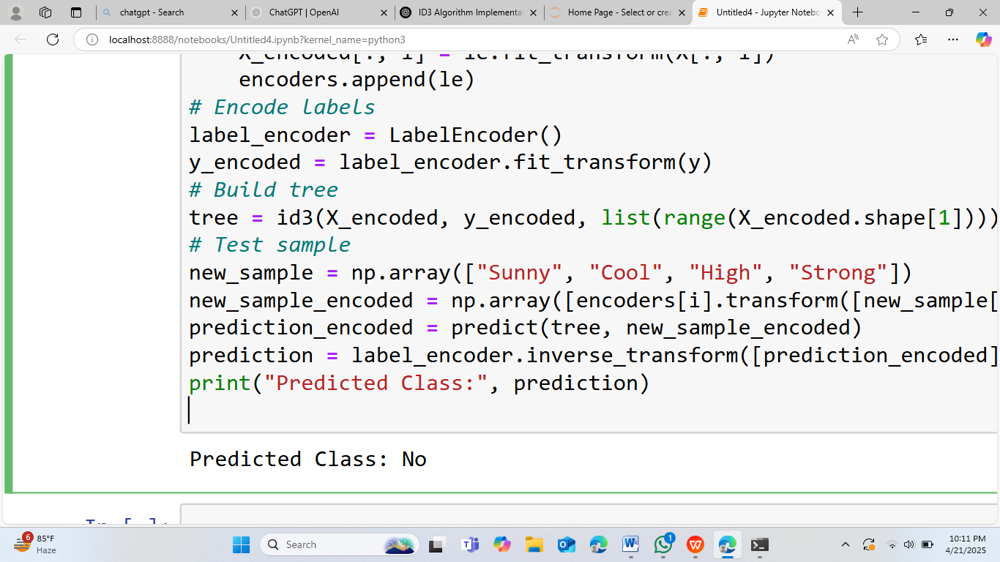 chatgpt - Search
ChatGPT | OpenAI
ID3 Algorithm Implementa
Home Page - Select or crea
Untitled4 - Jupyter Notebo
localhost:8888/notebooks/Untitled4.ipynb?kernel_name=python3
X_encoded[:, i] = le.fit_transform(X[:, i])
encoders.append(le)
# Encode labels
label_encoder = LabelEncoder()
y_encoded = label_encoder.fit_transform(y)
# Build tree
tree = id3(X_encoded, y_encoded, list(range(X_encoded.shape[1])))
# Test sample
new_sample = np.array(["Sunny", "Cool", "High", "Strong"])
new_sample_encoded = np.array([encoders[i].transform([new_sample[
prediction_encoded = predict(tree, new_sample_encoded)
prediction = label_encoder.inverse_transform([prediction_encoded]
print("Predicted Class:", prediction)
Predicted Class: No
In [ ]:
6
85°F
Haze
Search
1
10:11 PM
4/21/2025